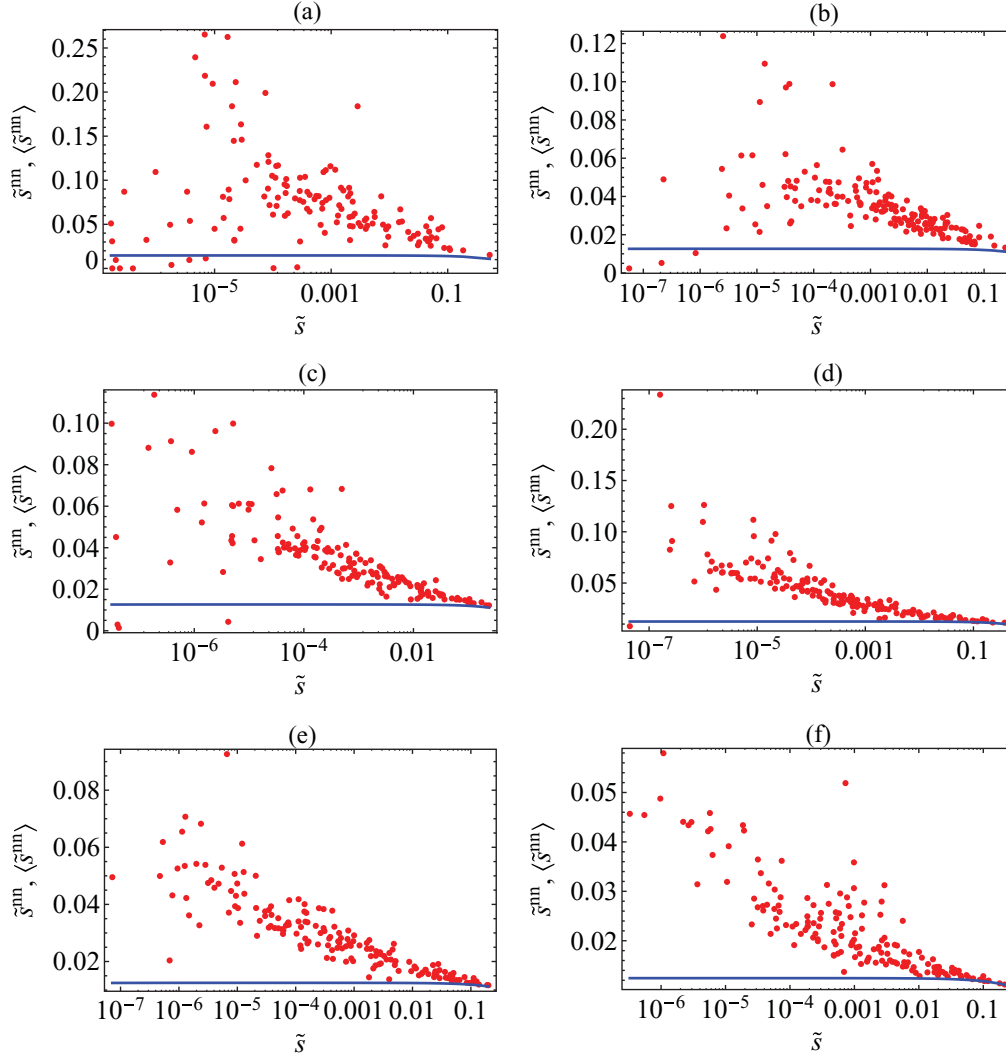 (a)
0.25
0.20
0.15
0.10
0.05
0
s̃ⁿⁿ, ⟨s̃ⁿⁿ⟩
10⁻⁵ 0.001 0.1
s̃
(b)
0.12
0.10
0.08
0.06
0.04
0.02
0
s̃ⁿⁿ, ⟨s̃ⁿⁿ⟩
10⁻⁷ 10⁻⁶ 10⁻⁵ 10⁻⁴ 0.001 0.01 0.1
s̃
(c)
0.10
0.08
0.06
0.04
0.02
0
s̃ⁿⁿ, ⟨s̃ⁿⁿ⟩
10⁻⁶ 10⁻⁴ 0.01
s̃
(d)
0.20
0.15
0.10
0.05
0
s̃ⁿⁿ, ⟨s̃ⁿⁿ⟩
10⁻⁷ 10⁻⁵ 0.001 0.1
s̃
(e)
0.08
0.06
0.04
0.02
s̃ⁿⁿ, ⟨s̃ⁿⁿ⟩
10⁻⁷ 10⁻⁶ 10⁻⁵ 10⁻⁴ 0.001 0.01 0.1
s̃
(f)
0.05
0.04
0.03
0.02
s̃ⁿⁿ, ⟨s̃ⁿⁿ⟩
10⁻⁶ 10⁻⁵ 10⁻⁴ 0.001 0.01 0.1
s̃